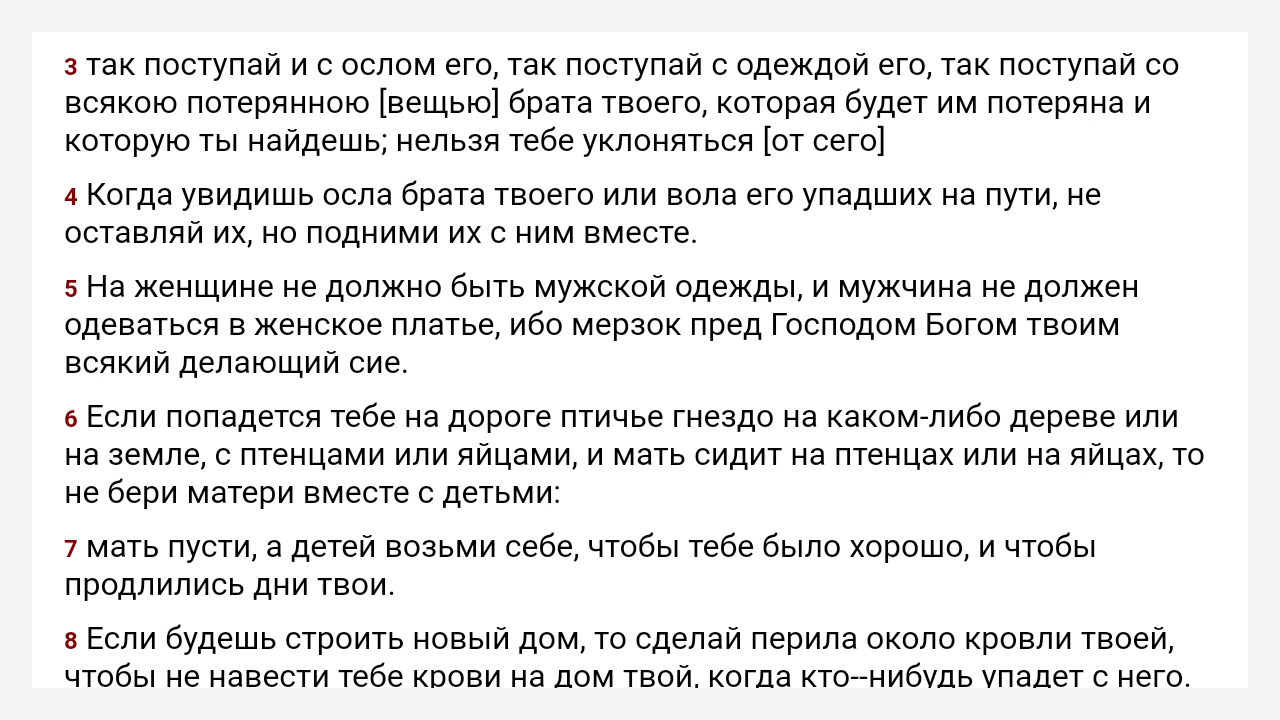 3 так поступай и с ослом его, так поступай с одеждой его, так поступай со
всякою потерянною [вещью] брата твоего, которая будет им потеряна и
которую ты найдешь; нельзя тебе уклоняться [от сего]
4 Когда увидишь осла брата твоего или вола его упадших на пути, не
оставляй их, но подними их с ним вместе.
5 На женщине не должно быть мужской одежды, и мужчина не должен
одеваться в женское платье, ибо мерзок пред Господом Богом твоим
всякий делающий сие.
6 Если попадется тебе на дороге птичье гнездо на каком-либо дереве или
на земле, с птенцами или яйцами, и мать сидит на птенцах или на яйцах, то
не бери матери вместе с детьми:
7 мать пусти, а детей возьми себе, чтобы тебе было хорошо, и чтобы
продлились дни твои.
8 Если будешь строить новый дом, то сделай перила около кровли твоей,
чтобы не навести тебе крови на дом твой, когда кто--нибудь упадет с него.